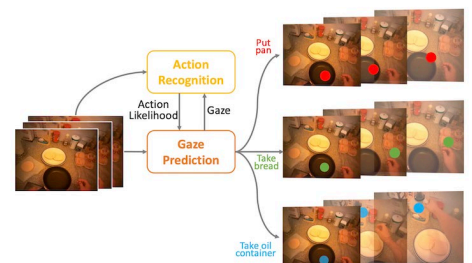 Put
pan
Action
Recognition
Action
Likelihood
Gaze
Gaze
Prediction
Take
bread
Take oil
container